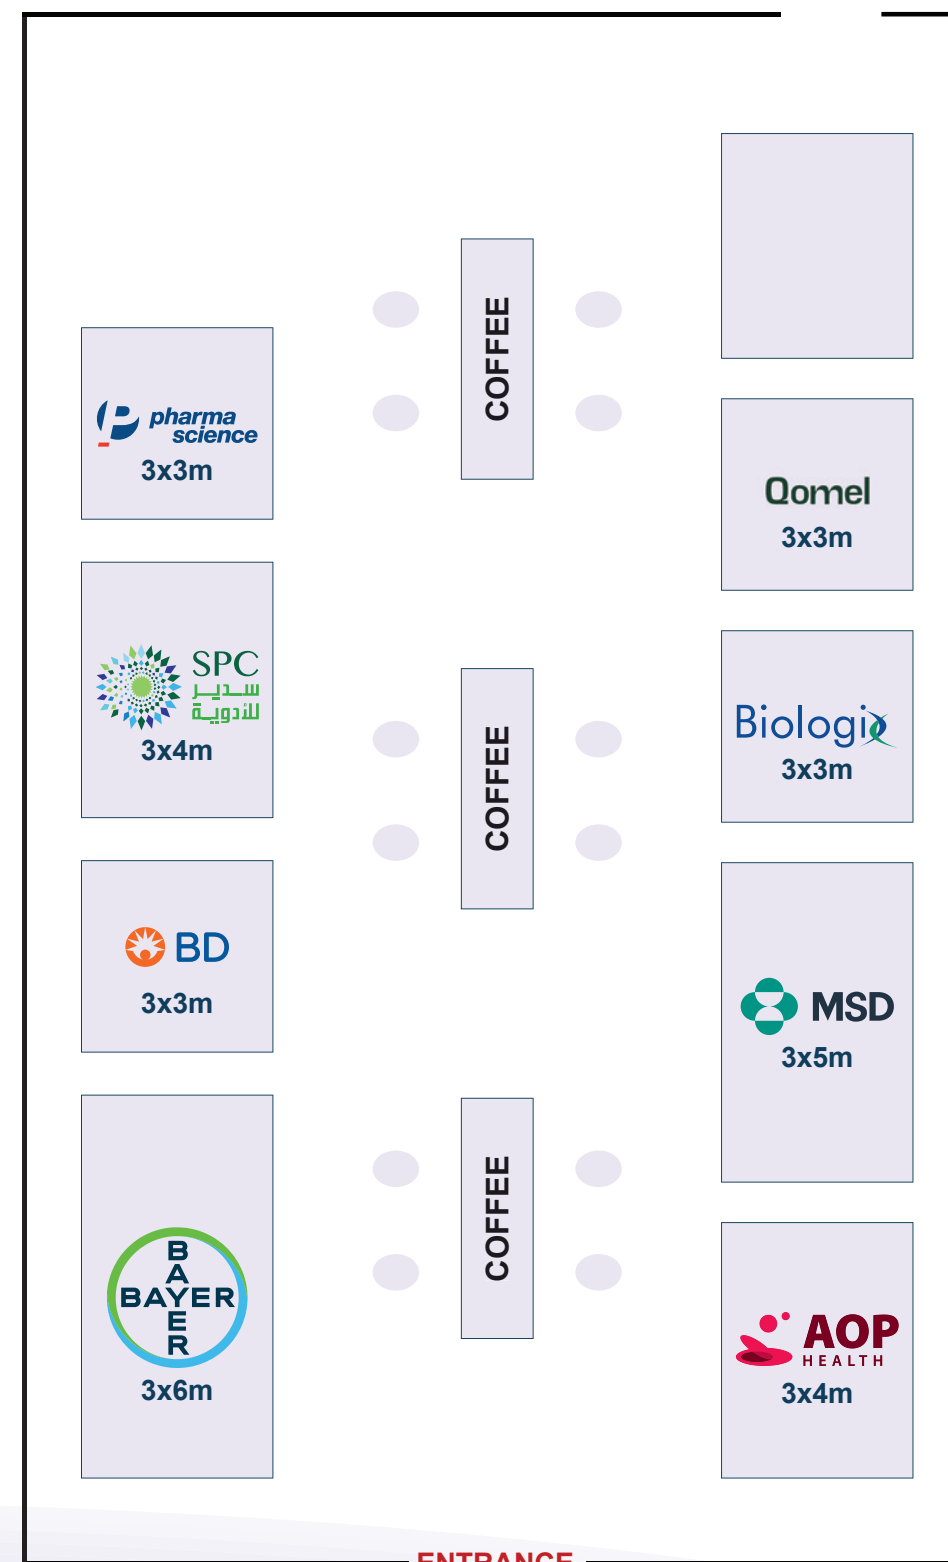 COFFEE
pharma
science
3x3m
Qomel
3x3m
SPC
سدير
للأدوية
3x4m
COFFEE
Biologix
3x3m
BD
3x3m
MSD
3x5m
COFFEE
BAYER
BAYER
3x6m
AOP
HEALTH
3x4m
ENTRANCE